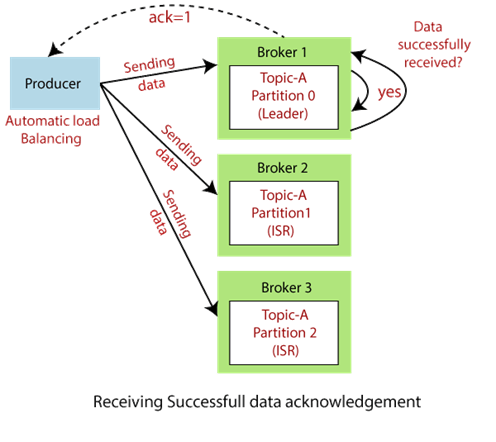 ack=1
Data
successfully
received?
Broker 1
Topic-A
Partition 0
(Leader)
yes
Producer
Automatic load
Balancing
Sending
data
Sending
data
Sending
data
Broker 2
Topic-A
Partition1
(ISR)
Broker 3
Topic-A
Partition 2
(ISR)
Receiving Successfull data acknowledgement